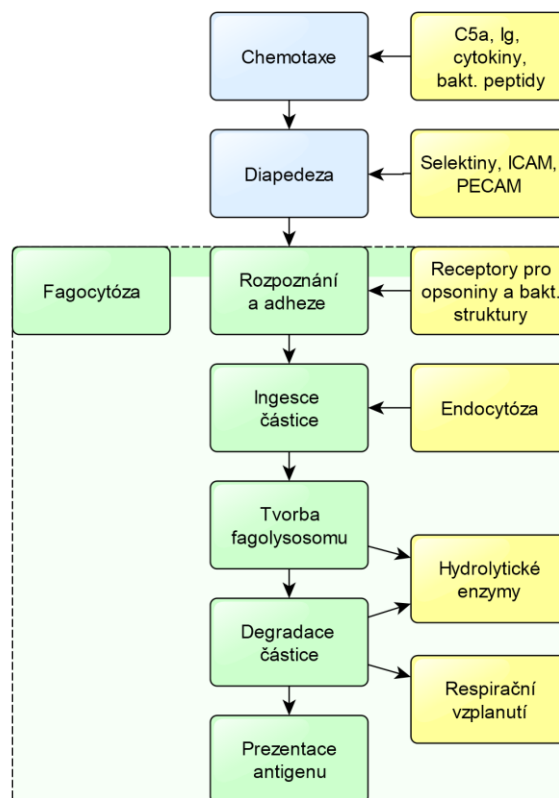 Chemotaxe
C5a, Ig,
cytokiny,
bakt. peptidy
Diapedeza
Selektiny, ICAM,
PECAM
Fagocytóza
Rozpoznání
a adheze
Receptory pro
opsoniny a bakt.
struktury
Ingesce
částice
Endocytóza
Tvorba
fagolysosomu
Hydrolytické
enzymy
Degradace
částice
Respirační
vzplanutí
Prezentace
antigenu